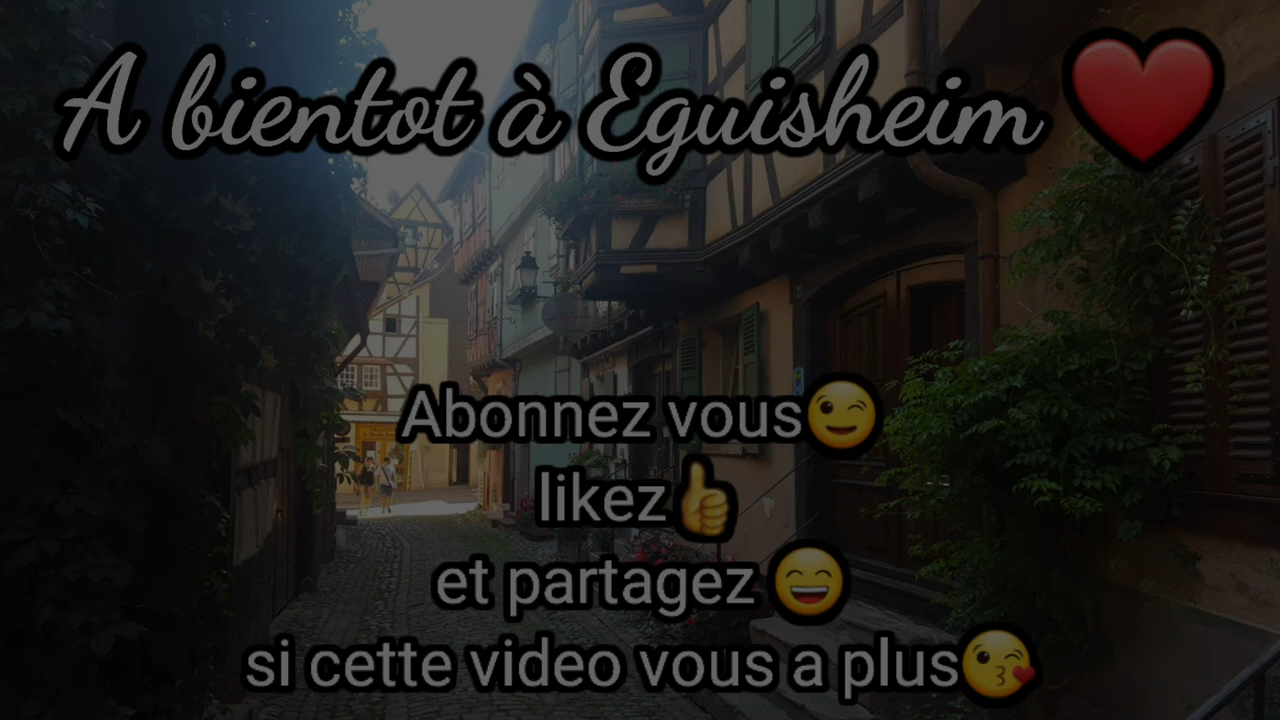 A bientot à Eguisheim ❤️
Abonnez vous😉
likez👍
et partagez 😄
si cette video vous a plus😘